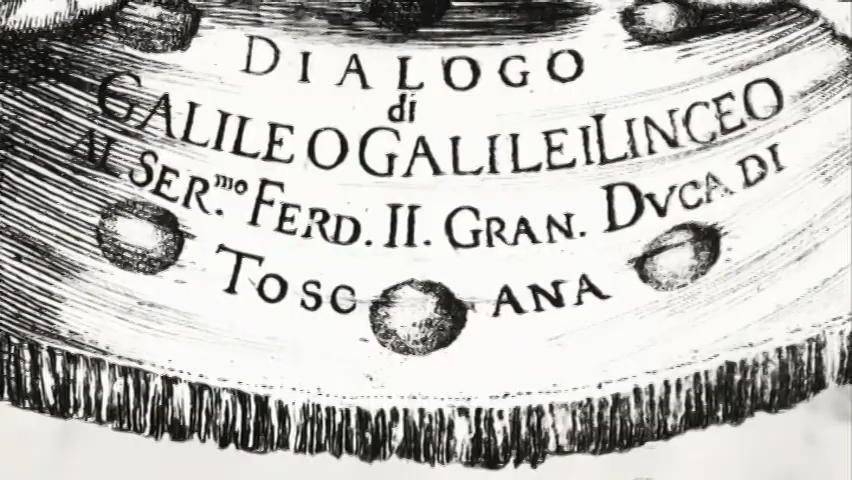 DIALOGO
di
GALILEO GALILEI LINCEO
AL SER.mo FERD. II. GRAN. DVCA DI
TOSCANA